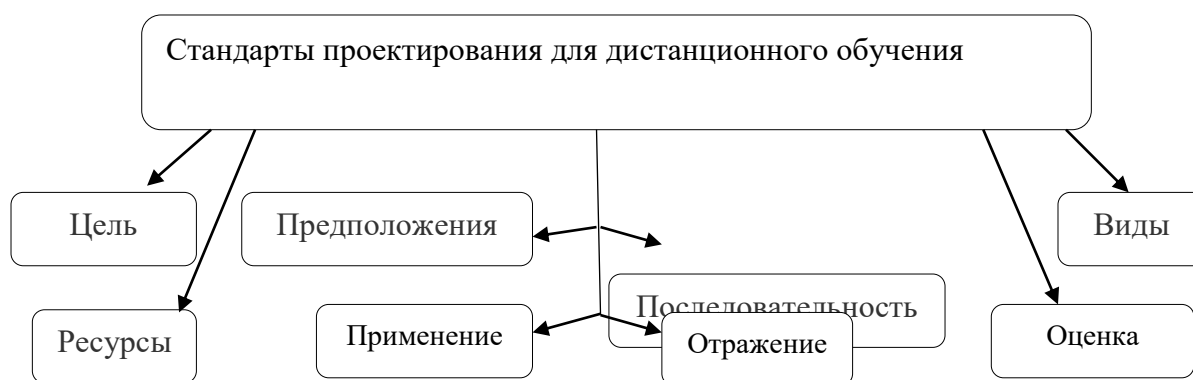 Стандарты проектирования для дистанционного обучения
Цель
Предположения
Виды
Последовательность
Ресурсы
Применение
Отражение
Оценка